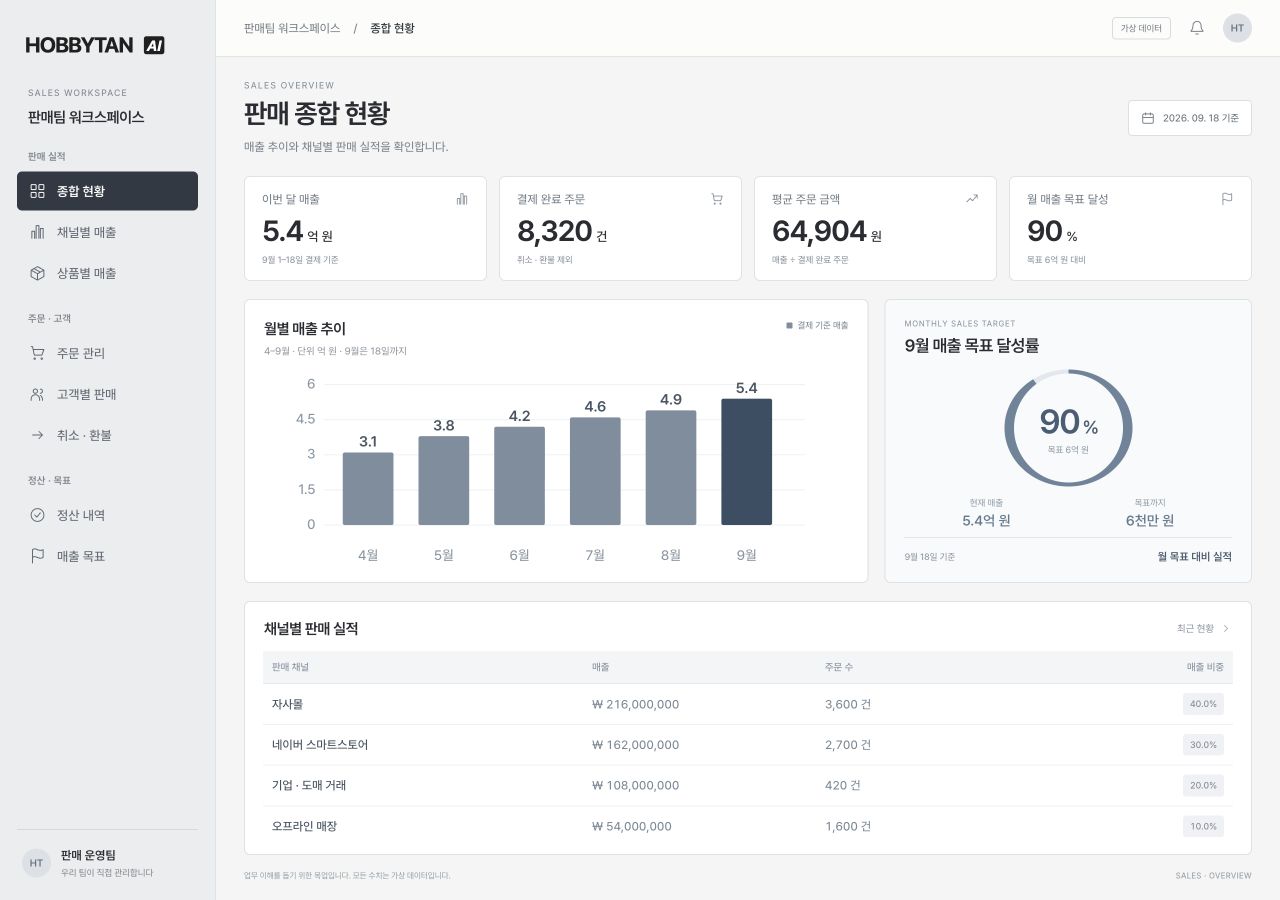 HOBBYTAN AI
SALES WORKSPACE
판매팀 워크스페이스
판매 실적
종합 현황
채널별 매출
상품별 매출
주문 · 고객
주문 관리
고객별 판매
취소 · 환불
정산 · 목표
정산 내역
매출 목표
HT
판매 운영팀
우리 팀이 직접 관리합니다
판매팀 워크스페이스 / 종합 현황
가상 데이터
HT
SALES OVERVIEW
판매 종합 현황
매출 추이와 채널별 판매 실적을 확인합니다.
2026. 09. 18 기준
이번 달 매출
5.4 억 원
9월 1–18일 결제 기준
결제 완료 주문
8,320 건
취소 · 환불 제외
평균 주문 금액
64,904 원
매출 ÷ 결제 완료 주문
월 매출 목표 달성
90 %
목표 6억 원 대비
월별 매출 추이
결제 기준 매출
4–9월 · 단위 억 원 · 9월은 18일까지
6
4.5
3
1.5
0
3.1
3.8
4.2
4.6
4.9
5.4
4월 5월 6월 7월 8월 9월
MONTHLY SALES TARGET
9월 매출 목표 달성률
90 %
목표 6억 원
현재 매출 목표까지
5.4억 원 6천만 원
9월 18일 기준 월 목표 대비 실적
채널별 판매 실적
최근 현황
판매 채널 매출 주문 수 매출 비중
자사몰 ₩ 216,000,000 3,600 건 40.0%
네이버 스마트스토어 ₩ 162,000,000 2,700 건 30.0%
기업 · 도매 거래 ₩ 108,000,000 420 건 20.0%
오프라인 매장 ₩ 54,000,000 1,600 건 10.0%
업무 이해를 돕기 위한 목업입니다. 모든 수치는 가상 데이터입니다.
SALES · OVERVIEW